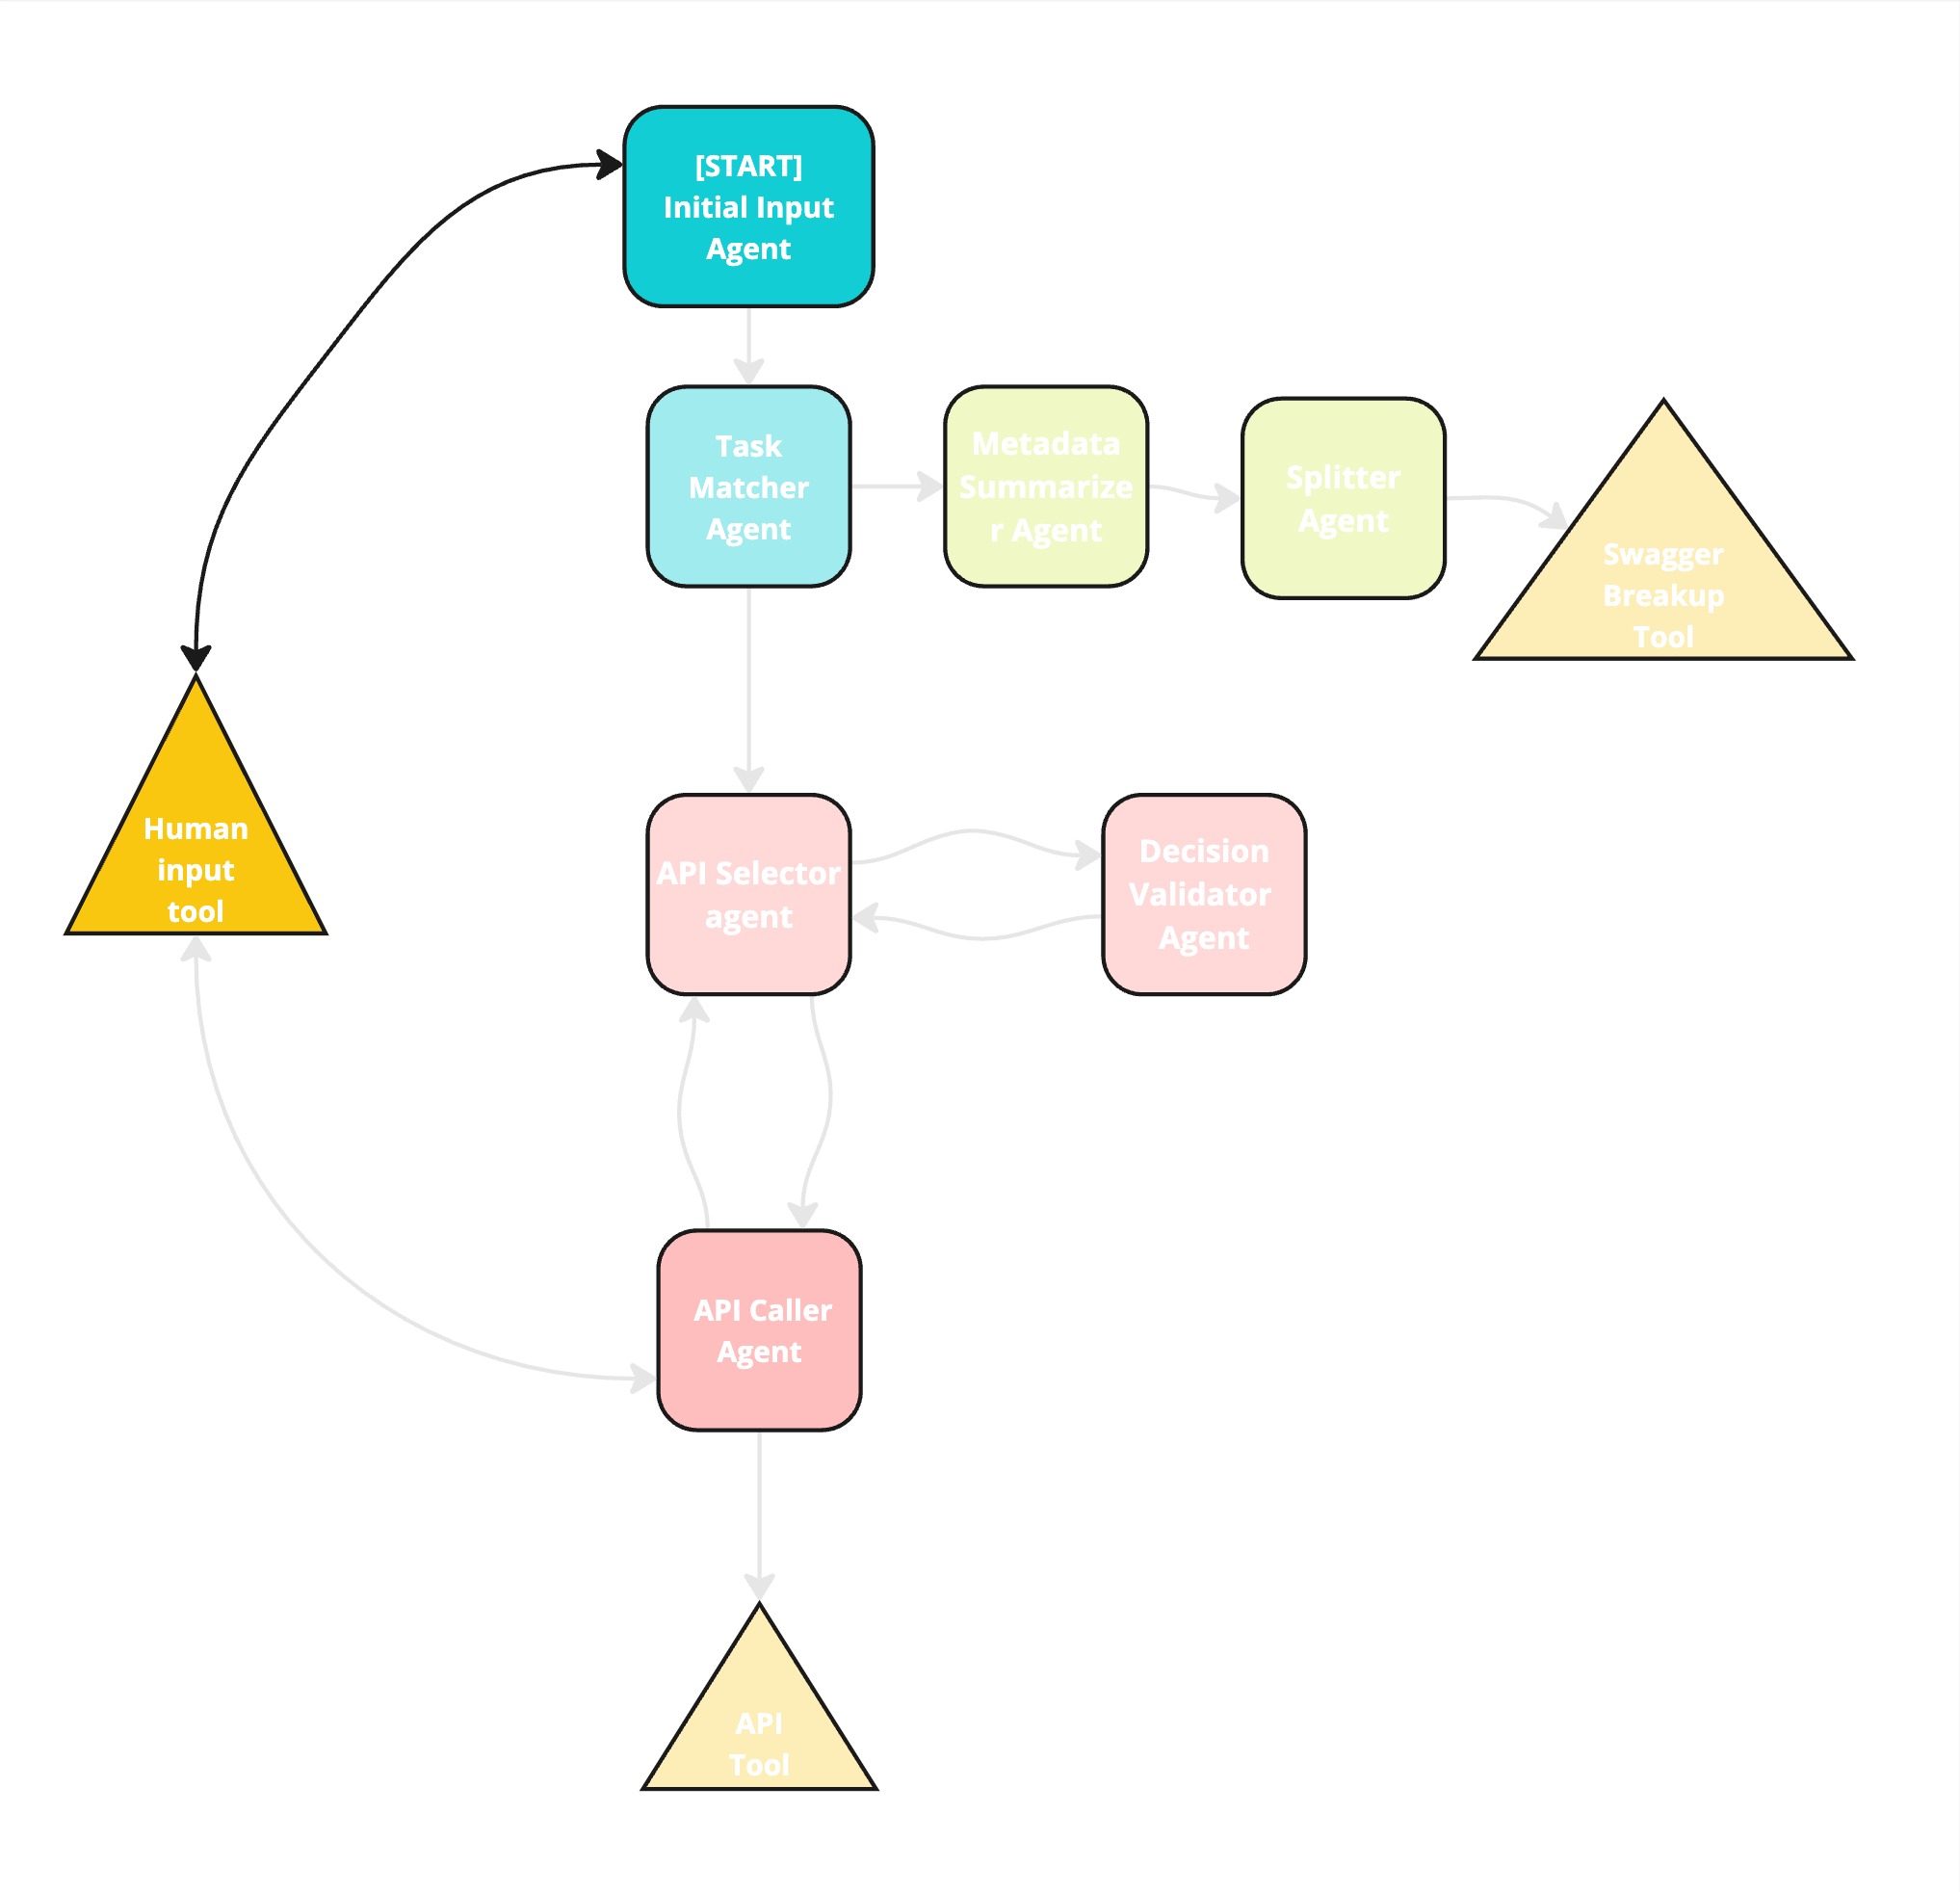 [START]
Initial Input
Agent
Task
Matcher
Agent
Metadata
Summarize
r Agent
Splitter
Agent
Swagger
Breakup
Tool
Human
input
tool
API Selector
agent
Decision
Validator
Agent
API Caller
Agent
API
Tool